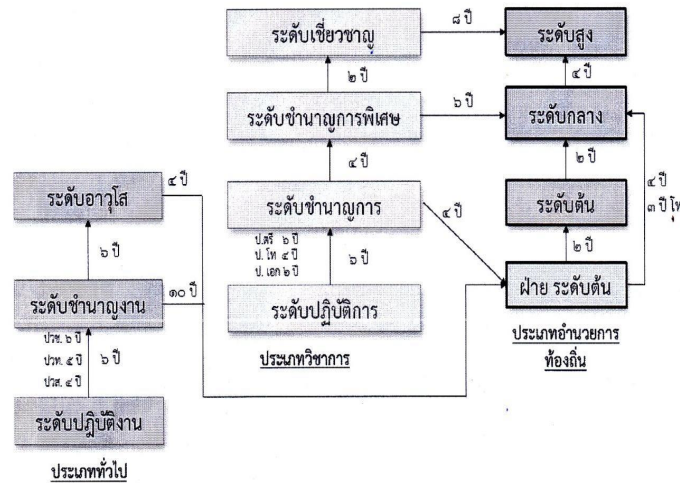 ระดับเชี่ยวชาญ
๘ ปี
ระดับสูง
๒ ปี
๔ ปี
ระดับชำนาญการพิเศษ
๖ ปี
ระดับกลาง
๔ ปี
๒ ปี
ระดับอาวุโส
๔ ปี
ระดับชำนาญการ
๔ ปี
ระดับต้น
๔ ปี
๓ ปี โท
๖ ปี
ป.ตรี ๖ ปี
ป. โท ๔ ปี
ป. เอก ๒ ปี
๖ ปี
๒ ปี
ระดับชำนาญงาน
๑๐ ปี
ระดับปฏิบัติการ
ฝ่าย ระดับต้น
ปวช. ๖ ปี
ปวท. ๕ ปี
ปวส. ๔ ปี
๖ ปี
ประเภทวิชาการ
ประเภทอำนวยการ
ท้องถิ่น
ระดับปฏิบัติงาน
ประเภททั่วไป